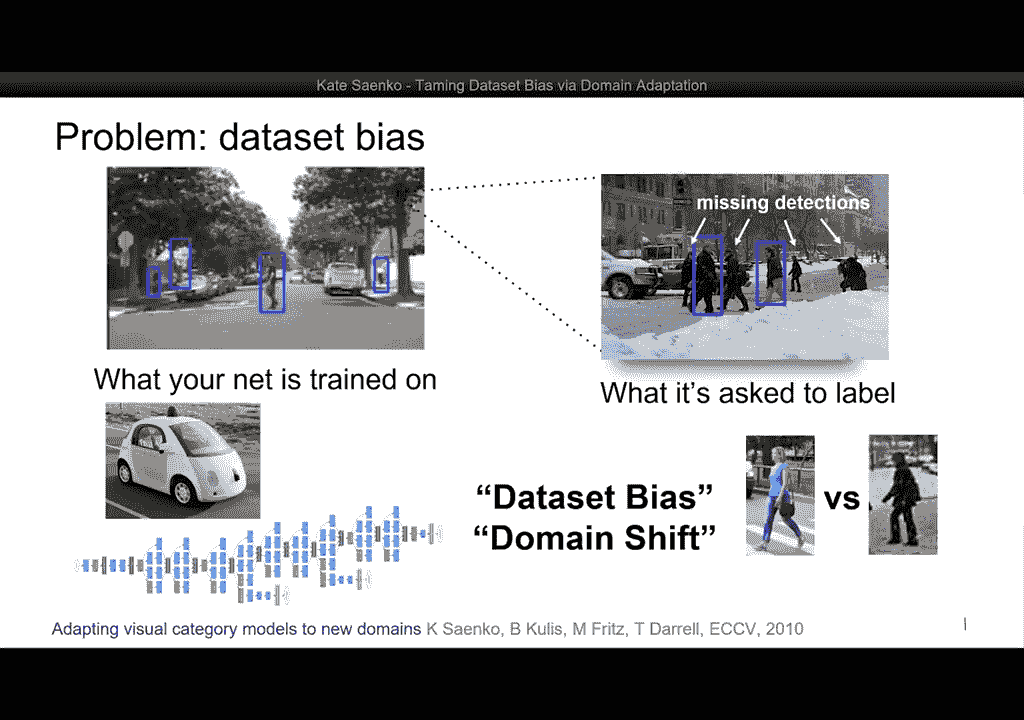 Kate Saenko - Taming Dataset Bias via Domain Adaptation
Problem: dataset bias
missing detections
What your net is trained on
What it’s asked to label
“Dataset Bias”
“Domain Shift”
vs
Adapting visual category models to new domains K Saenko, B Kulis, M Fritz, T Darrell, ECCV, 2010